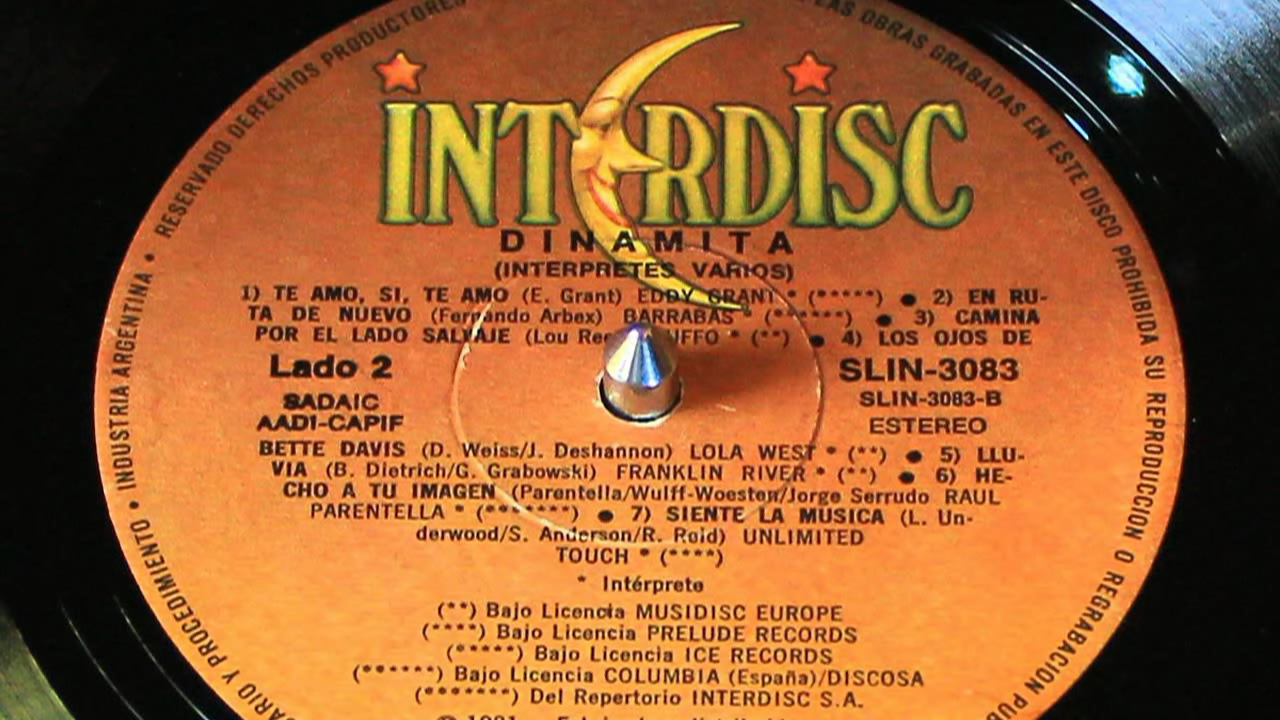 INTERDISC
DINAMITA
(INTERPRETES VARIOS)
1) TE AMO, SI, TE AMO (E. Grant) EDDY GRANT * (*****) ● 2) EN RU-
TA DE NUEVO (Fernando Arbex) BARRABAS * (******) ● 3) CAMINA
POR EL LADO SALVAJE (Lou * (**) ● 4) LOS OJOS DE
Lado 2
SADAIC
AADI-CAPIF
SLIN-3083
SLIN-3083-B
ESTEREO
BETTE DAVIS (D. Weiss/J. Deshannon) LOLA WEST * (**) ● 5) LLU-
VIA (B. Dietrich/G. Grabowski) FRANKLIN RIVER * (**) ● 6) HE-
CHO A TU IMAGEN (Parentella/Wulff-Woesten/Jorge Serrudo RAUL
PARENTELLA * (*******) ● 7) SIENTE LA MUSICA (L. Un-
derwood/S. Anderson/R. Reid) UNLIMITED
TOUCH * (****)
* Intérprete
(**) Bajo Licencia MUSIDISC EUROPE
(****) Bajo Licencia PRELUDE RECORDS
(*****) Bajo Licencia ICE RECORDS
(******) Bajo Licencia COLUMBIA (España)/DISCOSA
(*******) Del Repertorio INTERDISC S.A.
Y PROCEDIMIENTO • INDUSTRIA ARGENTINA • RESERVADO DERECHOS PRODUCTORES
LAS OBRAS GRABADAS EN ESTE DISCO PROHIBIDA SU REPRODUCCION O REGRABACION